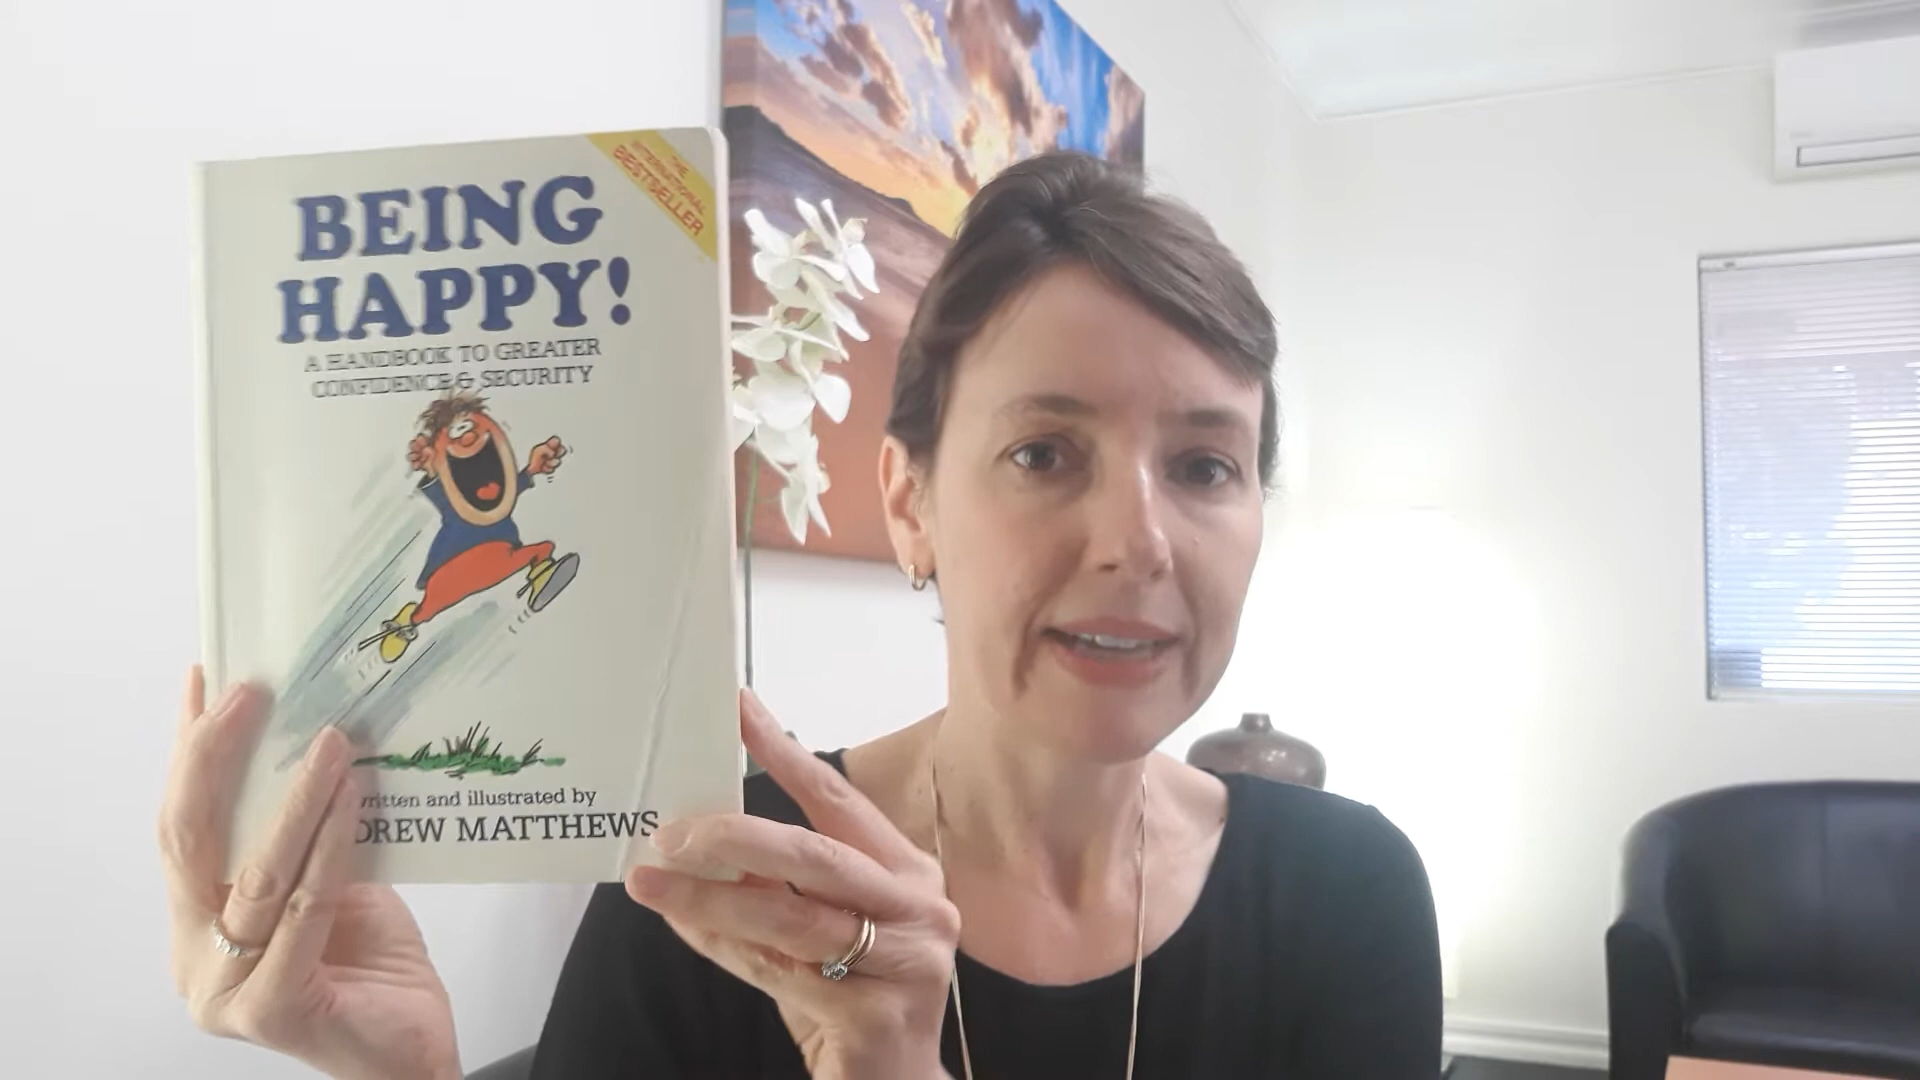 THE
INTERNATIONAL
BESTSELLER
BEING
HAPPY!
A HANDBOOK TO GREATER
CONFIDENCE & SECURITY
written and illustrated by
DREW MATTHEWS